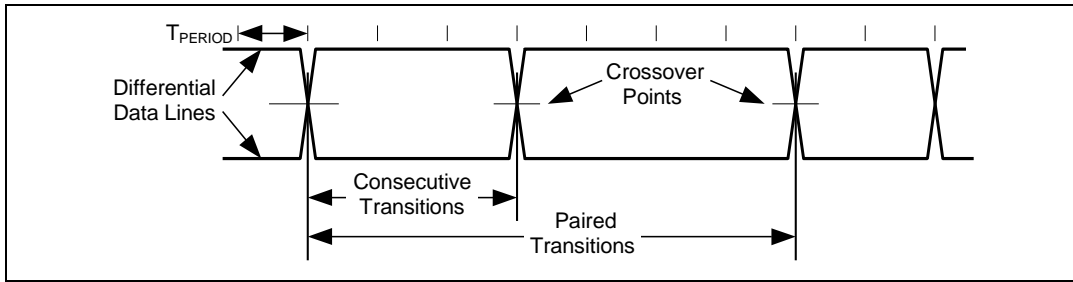 TPERIOD
Differential
Data Lines
Crossover
Points
Consecutive
Transitions
Paired
Transitions